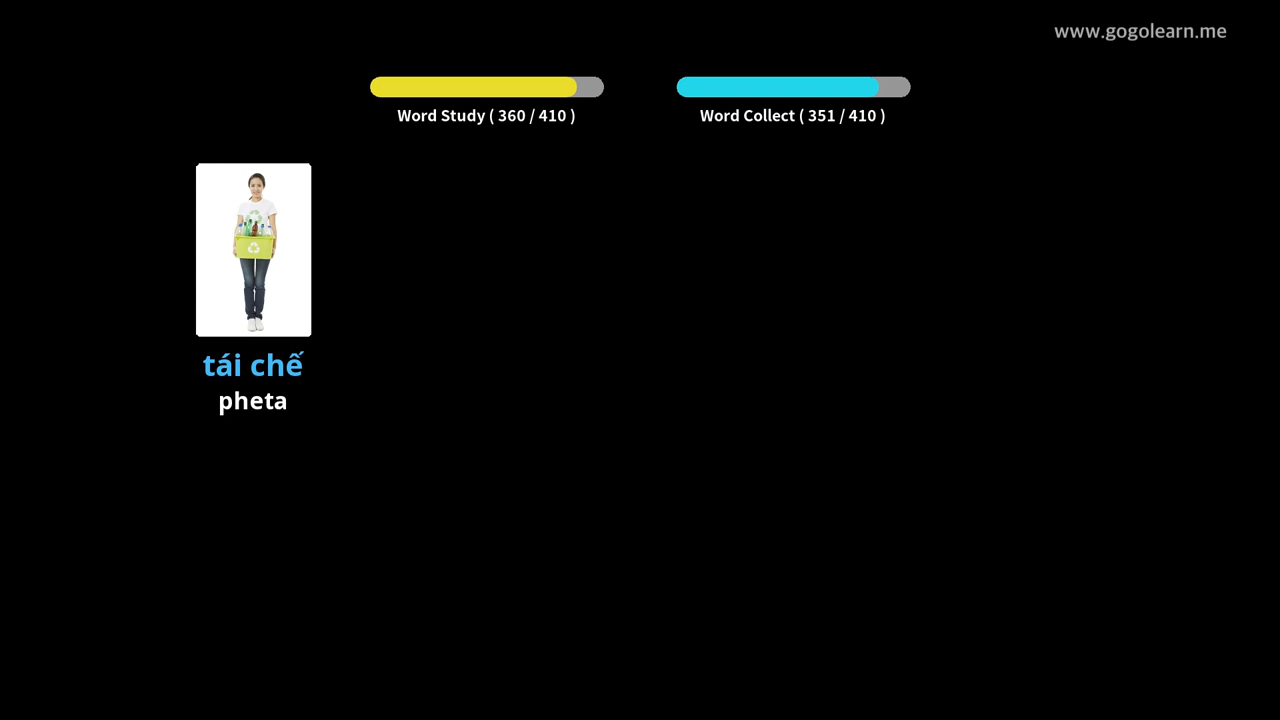 www.gogolearn.me
Word Study ( 360 / 410 )
Word Collect ( 351 / 410 )
tái chế
pheta